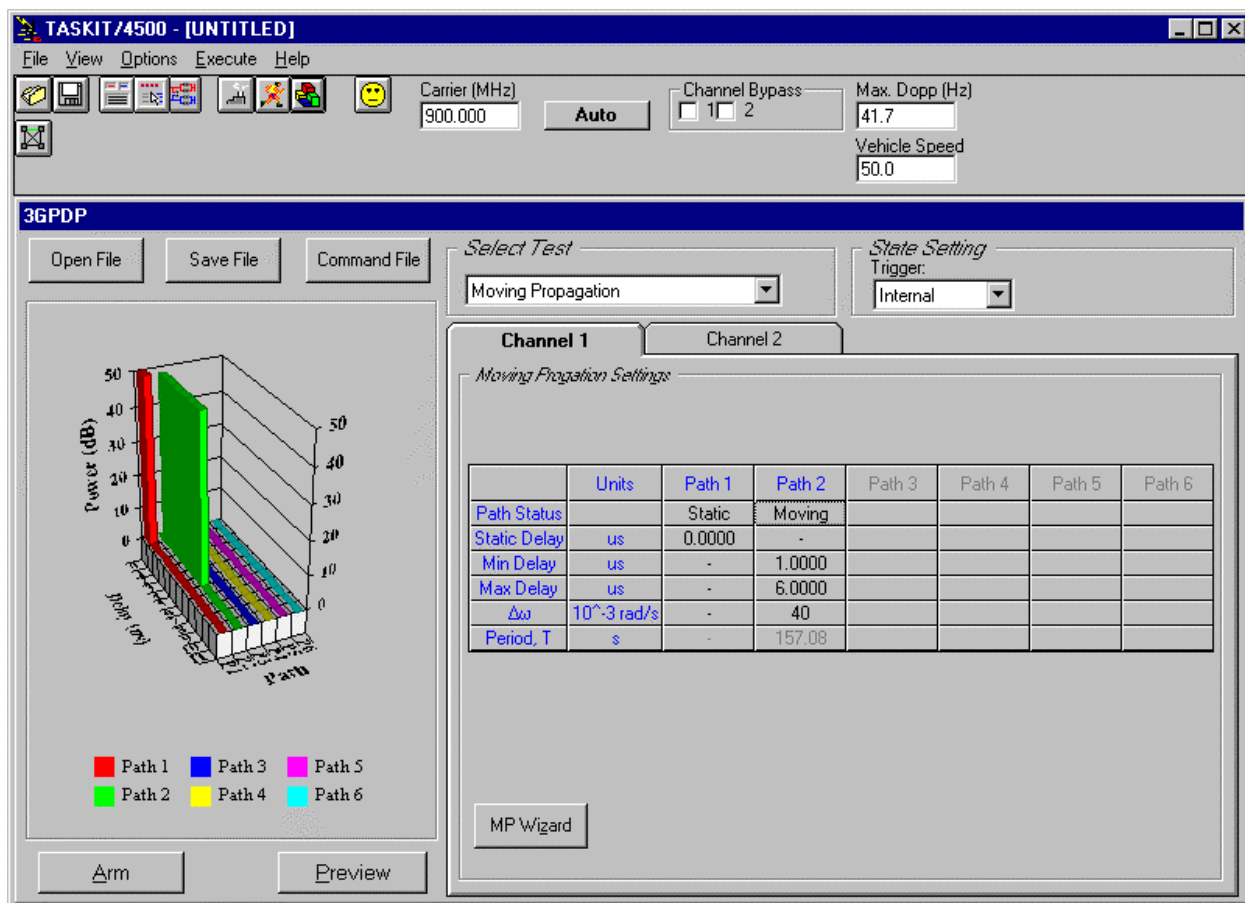 TASKIT/4500 - [UNTITLED]
File View Options Execute Help
Carrier (MHz)
900.000
Auto
Channel Bypass
1 2
Max. Dopp (Hz)
41.7
Vehicle Speed
50.0
3GPDP
Open File Save File Command File
Select Test
Moving Propagation
State Setting
Trigger:
Internal
Channel 1 Channel 2
Moving Progation Settings
Units Path 1 Path 2 Path 3 Path 4 Path 5 Path 6
Path Status Static Moving
Static Delay us 0.0000 -
Min Delay us - 1.0000
Max Delay us - 6.0000
Δω 10^-3 rad/s - 40
Period, T s - 157.08
MP Wizard
Power (dB)
50
40
30
20
10
0
50
40
30
20
10
0
Path
Path 1 Path 3 Path 5
Path 2 Path 4 Path 6
Arm Preview